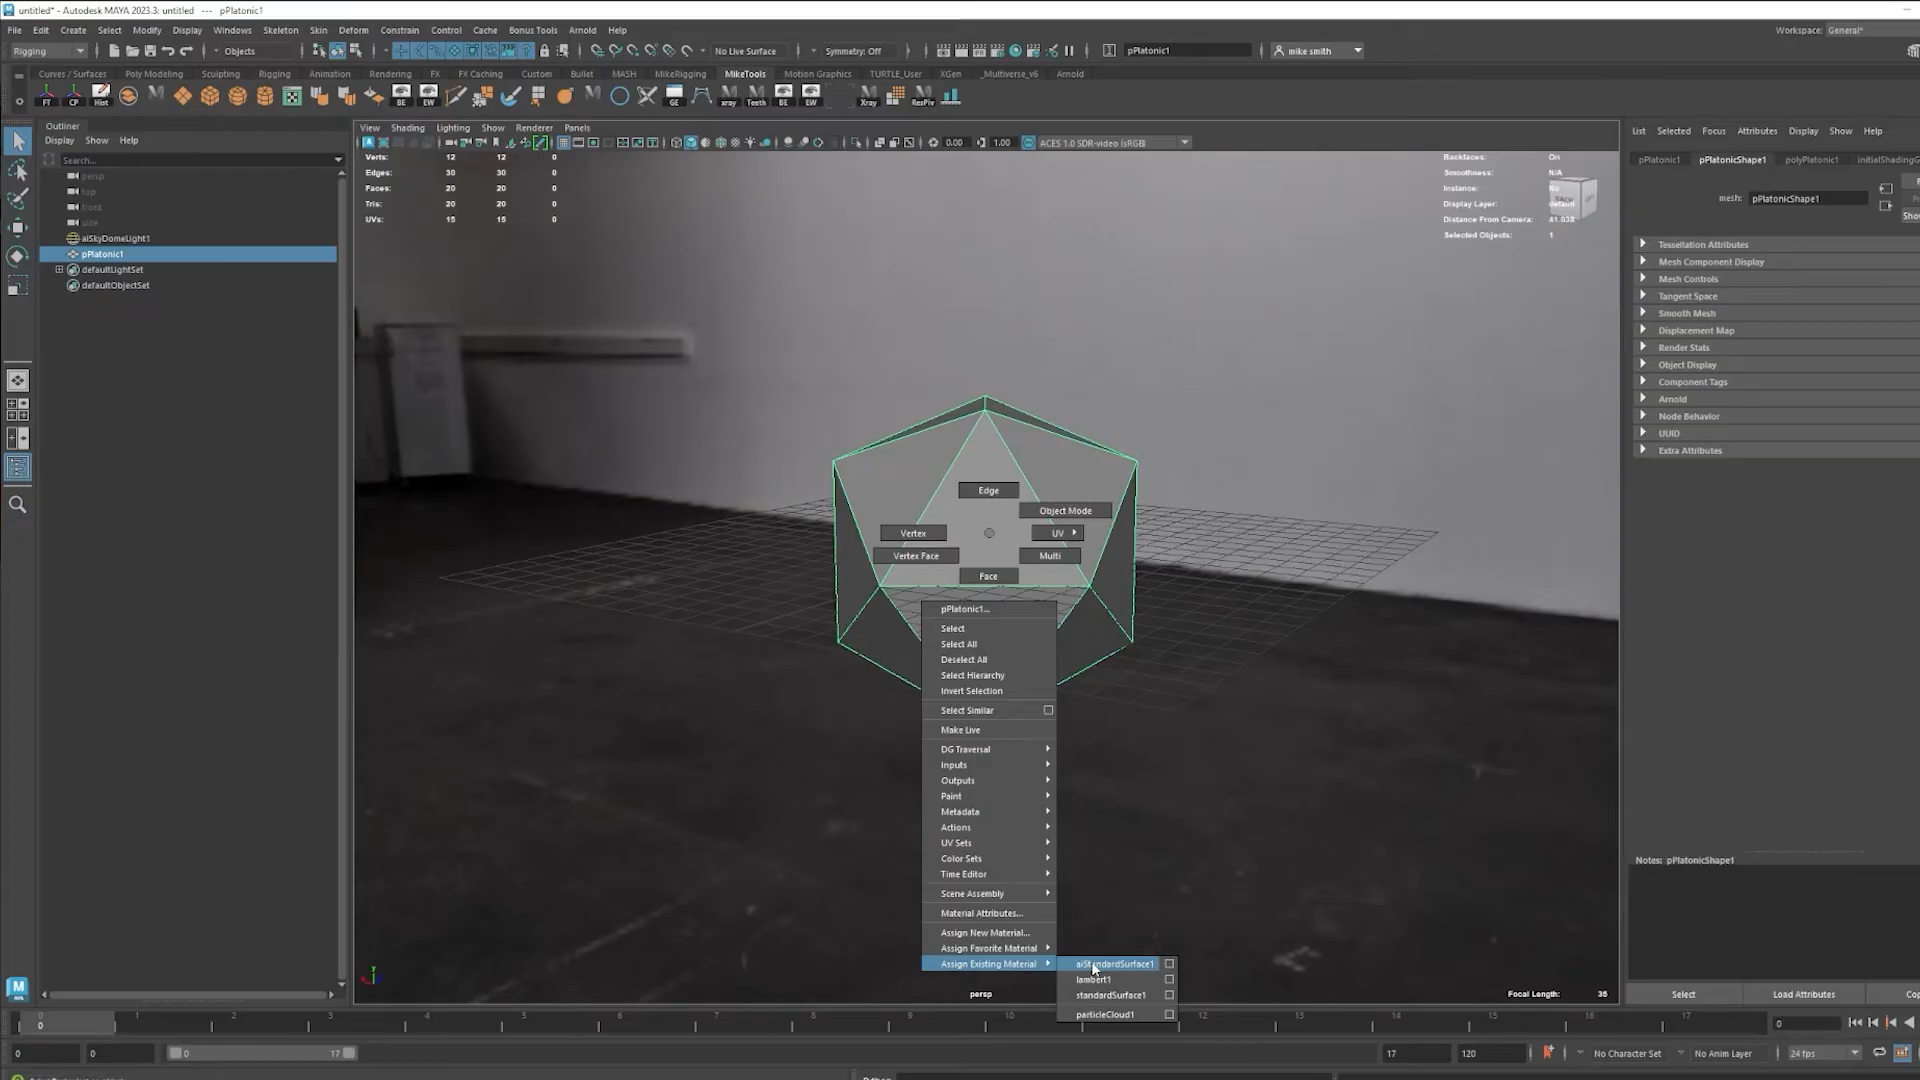 untitled* - Autodesk MAYA 2023.3: untitled --- pPlatonic1
File Edit Create Select Modify Display Windows Skeleton Skin Deform Constrain Control Cache Bonus Tools Arnold Help
Workspace: General*
Rigging Objects No Live Surface Symmetry: Off pPlatonic1 mike smith
Curves / Surfaces Poly Modeling Sculpting Rigging Animation Rendering FX FX Caching Custom Bullet MASH MikeRigging MikeTools Motion Graphics TURTLE_User XGen _Multiverse_v6 Arnold
FT CP Hist BE EW GE xray Teeth BE EW Xray ResPiv
Outliner
Display Show Help
Search...
persp
top
front
side
aiSkyDomeLight1
pPlatonic1
defaultLightSet
defaultObjectSet
View Shading Lighting Show Renderer Panels
0.00 1.00 ACES 1.0 SDR-video (sRGB)
Verts: 12 12 0
Edges: 30 30 0
Faces: 20 20 0
Tris: 20 20 0
UVs: 15 15 0
Backfaces: On
Smoothness: N/A
Instance: No
Display Layer: default
Distance From Camera: 41.038
Selected Objects: 1
Edge
Object Mode
Vertex
UV
Vertex Face
Multi
Face
pPlatonic1...
Select
Select All
Deselect All
Select Hierarchy
Invert Selection
Select Similar
Make Live
DG Traversal
Inputs
Outputs
Paint
Metadata
Actions
UV Sets
Color Sets
Time Editor
Scene Assembly
Material Attributes...
Assign New Material...
Assign Favorite Material
Assign Existing Material
aiStandardSurface1
lambert1
standardSurface1
particleCloud1
persp
Focal Length: 35
List Selected Focus Attributes Display Show Help
pPlatonic1 pPlatonicShape1 polyPlatonic1 initialShadingG
mesh: pPlatonicShape1
Tessellation Attributes
Mesh Component Display
Mesh Controls
Tangent Space
Smooth Mesh
Displacement Map
Render Stats
Object Display
Component Tags
Arnold
Node Behavior
UUID
Extra Attributes
Notes: pPlatonicShape1
Select Load Attributes Cop
0 1 2 3 4 5 6 7 8 9 10 12 13 14 15 16 17
0
0
0 0 0 17 17 120 No Character Set No Anim Layer 24 fps